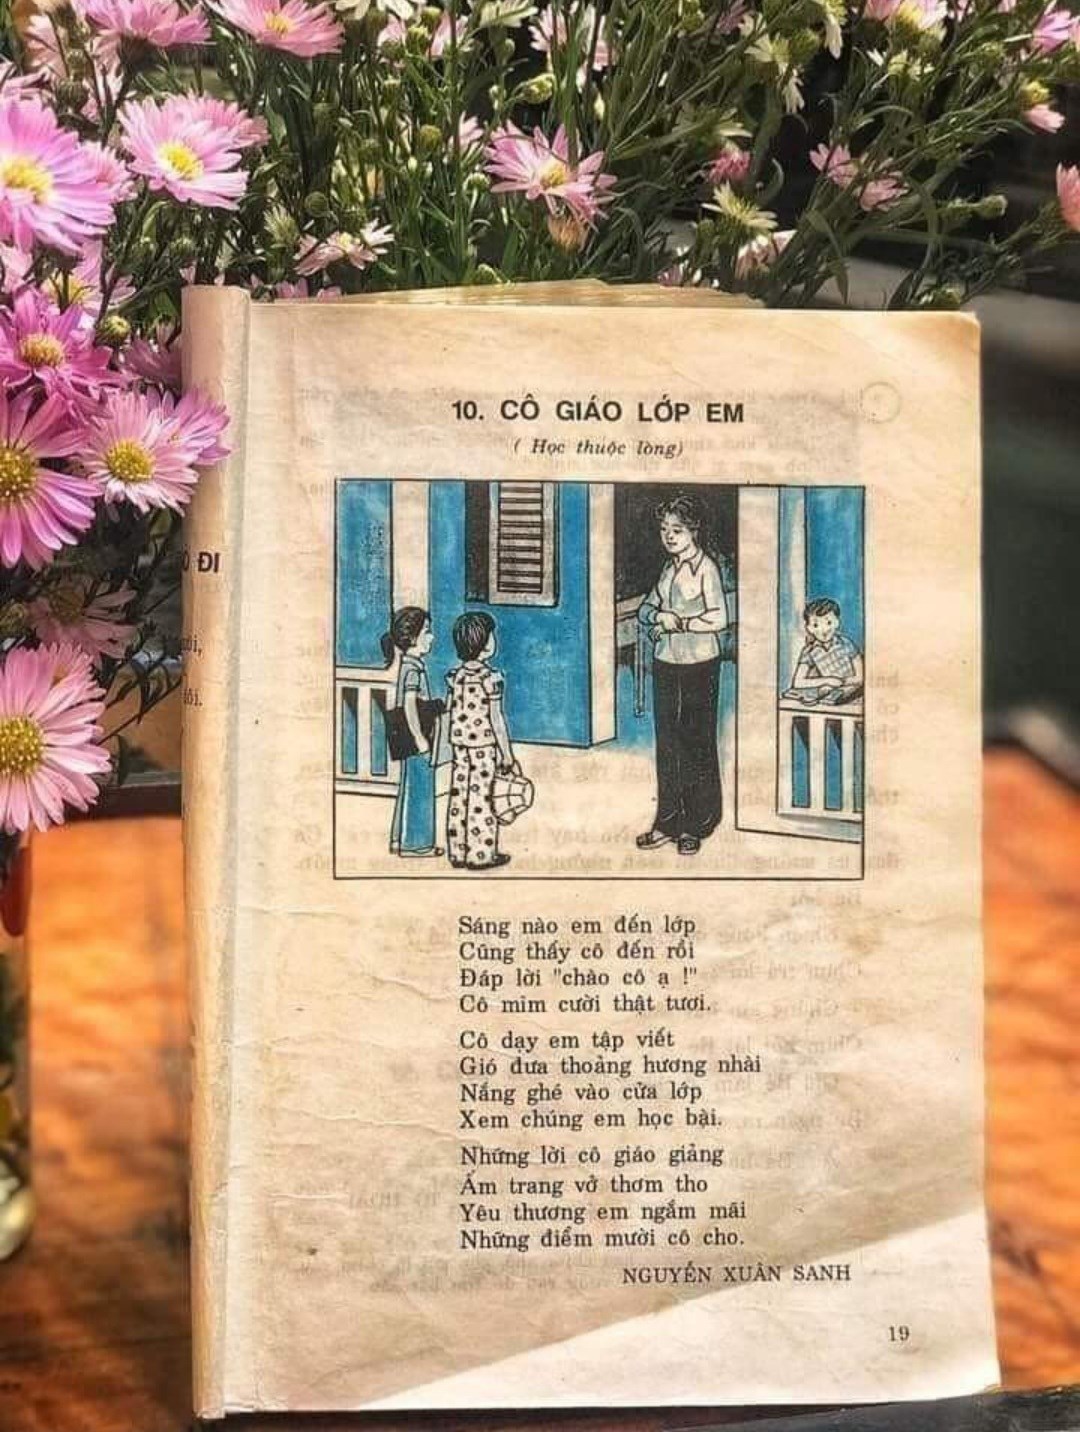 10. CÔ GIÁO LỚP EM
( Học thuộc lòng)
ĐI
Sáng nào em đến lớp
Cũng thấy cô đến rồi
Đáp lời "chào cô ạ !"
Cô mỉm cười thật tươi.
Cô dạy em tập viết
Gió đưa thoảng hương nhài
Nắng ghé vào cửa lớp
Xem chúng em học bài.
Những lời cô giáo giảng
Ấm trang vở thơm tho
Yêu thương em ngắm mãi
Những điểm mười cô cho.
NGUYỄN XUÂN SANH
19